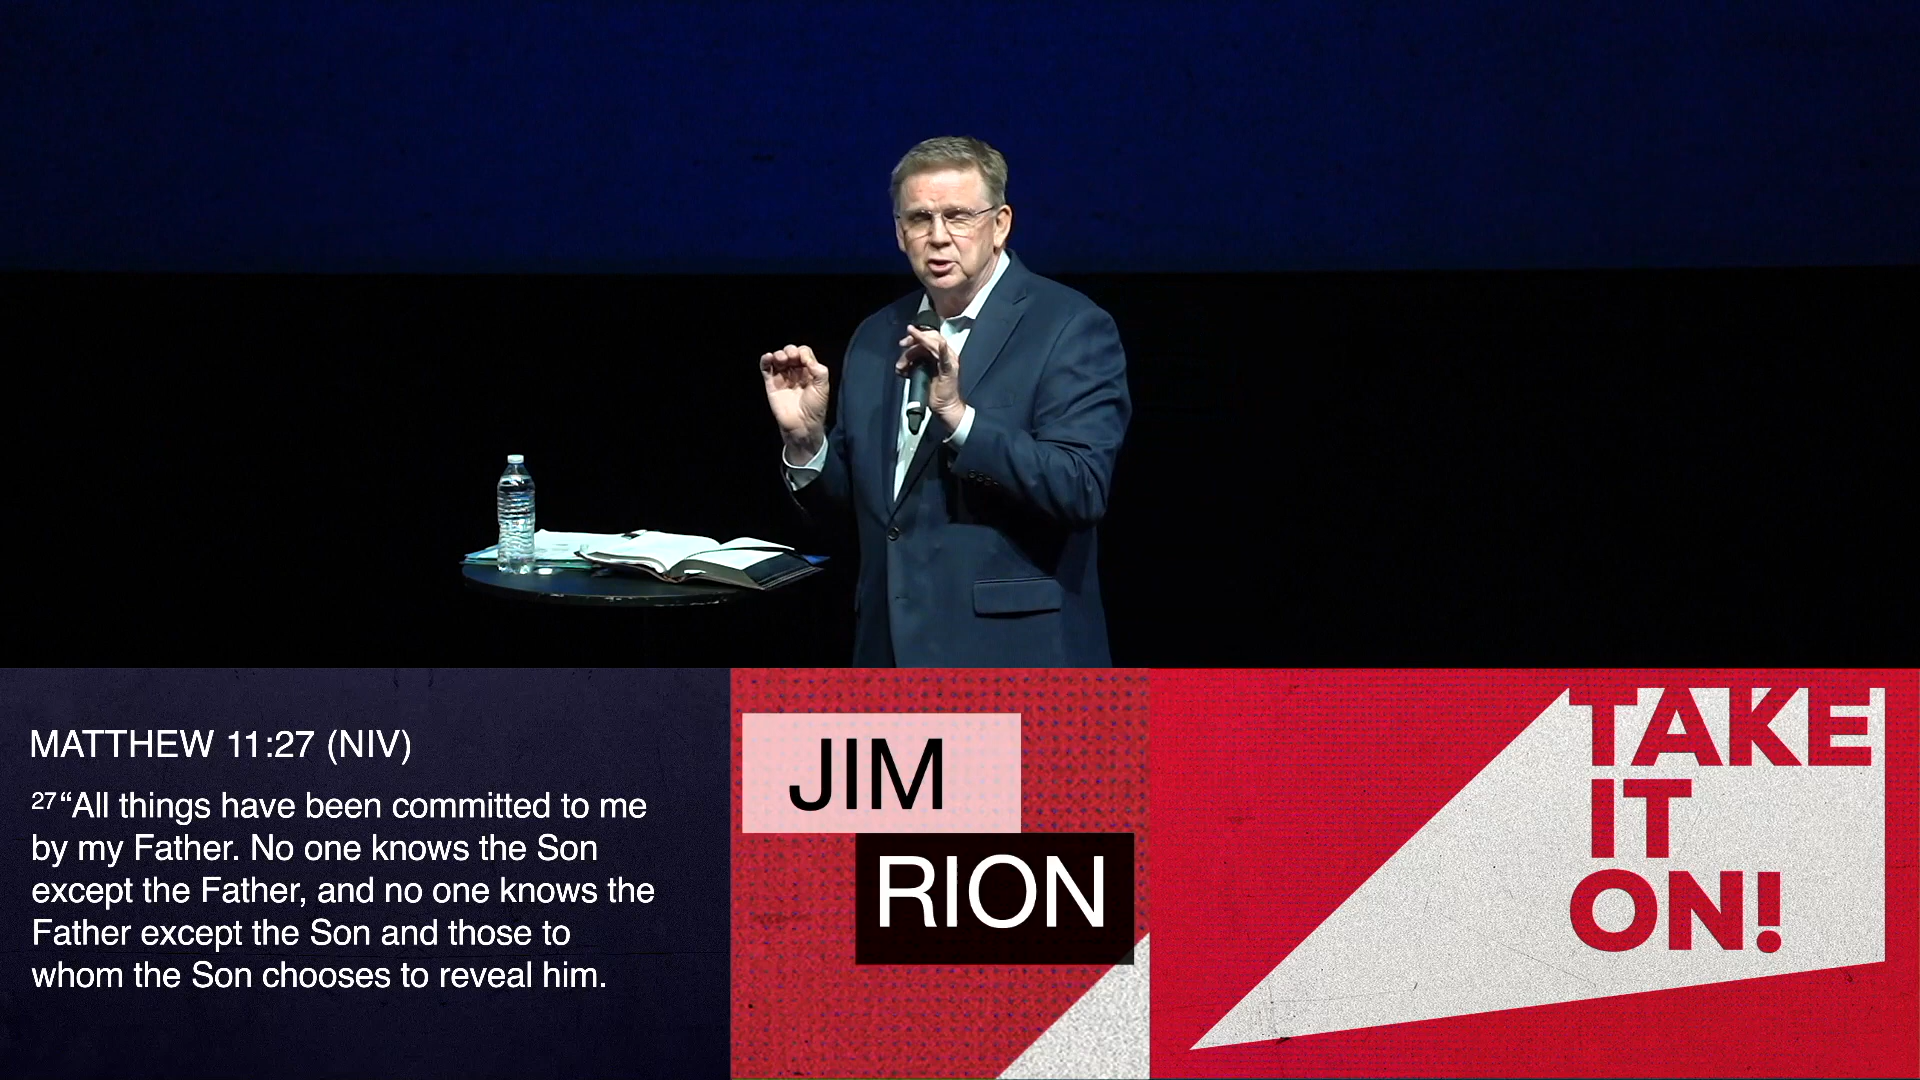 MATTHEW 11:27 (NIV)
27 “All things have been committed to me
by my Father. No one knows the Son
except the Father, and no one knows the
Father except the Son and those to
whom the Son chooses to reveal him.
JIM
RION
TAKE
IT
ON!